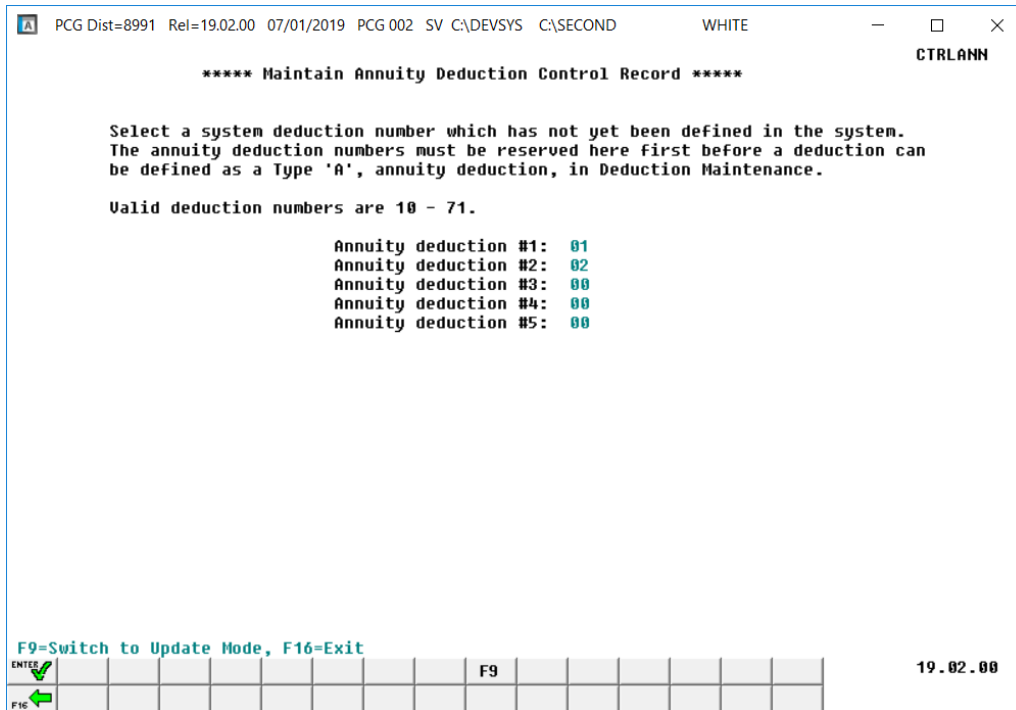 A PCG Dist=8991 Rel=19.02.00 07/01/2019 PCG 002 SV C:\DEVSYS C:\SECOND WHITE
CTRLANN
***** Maintain Annuity Deduction Control Record *****
Select a system deduction number which has not yet been defined in the system.
The annuity deduction numbers must be reserved here first before a deduction can
be defined as a Type 'A', annuity deduction, in Deduction Maintenance.
Valid deduction numbers are 10 - 71.
Annuity deduction #1: 01
Annuity deduction #2: 02
Annuity deduction #3: 00
Annuity deduction #4: 00
Annuity deduction #5: 00
F9=Switch to Update Mode, F16=Exit
ENTER F9 19.02.00
F16